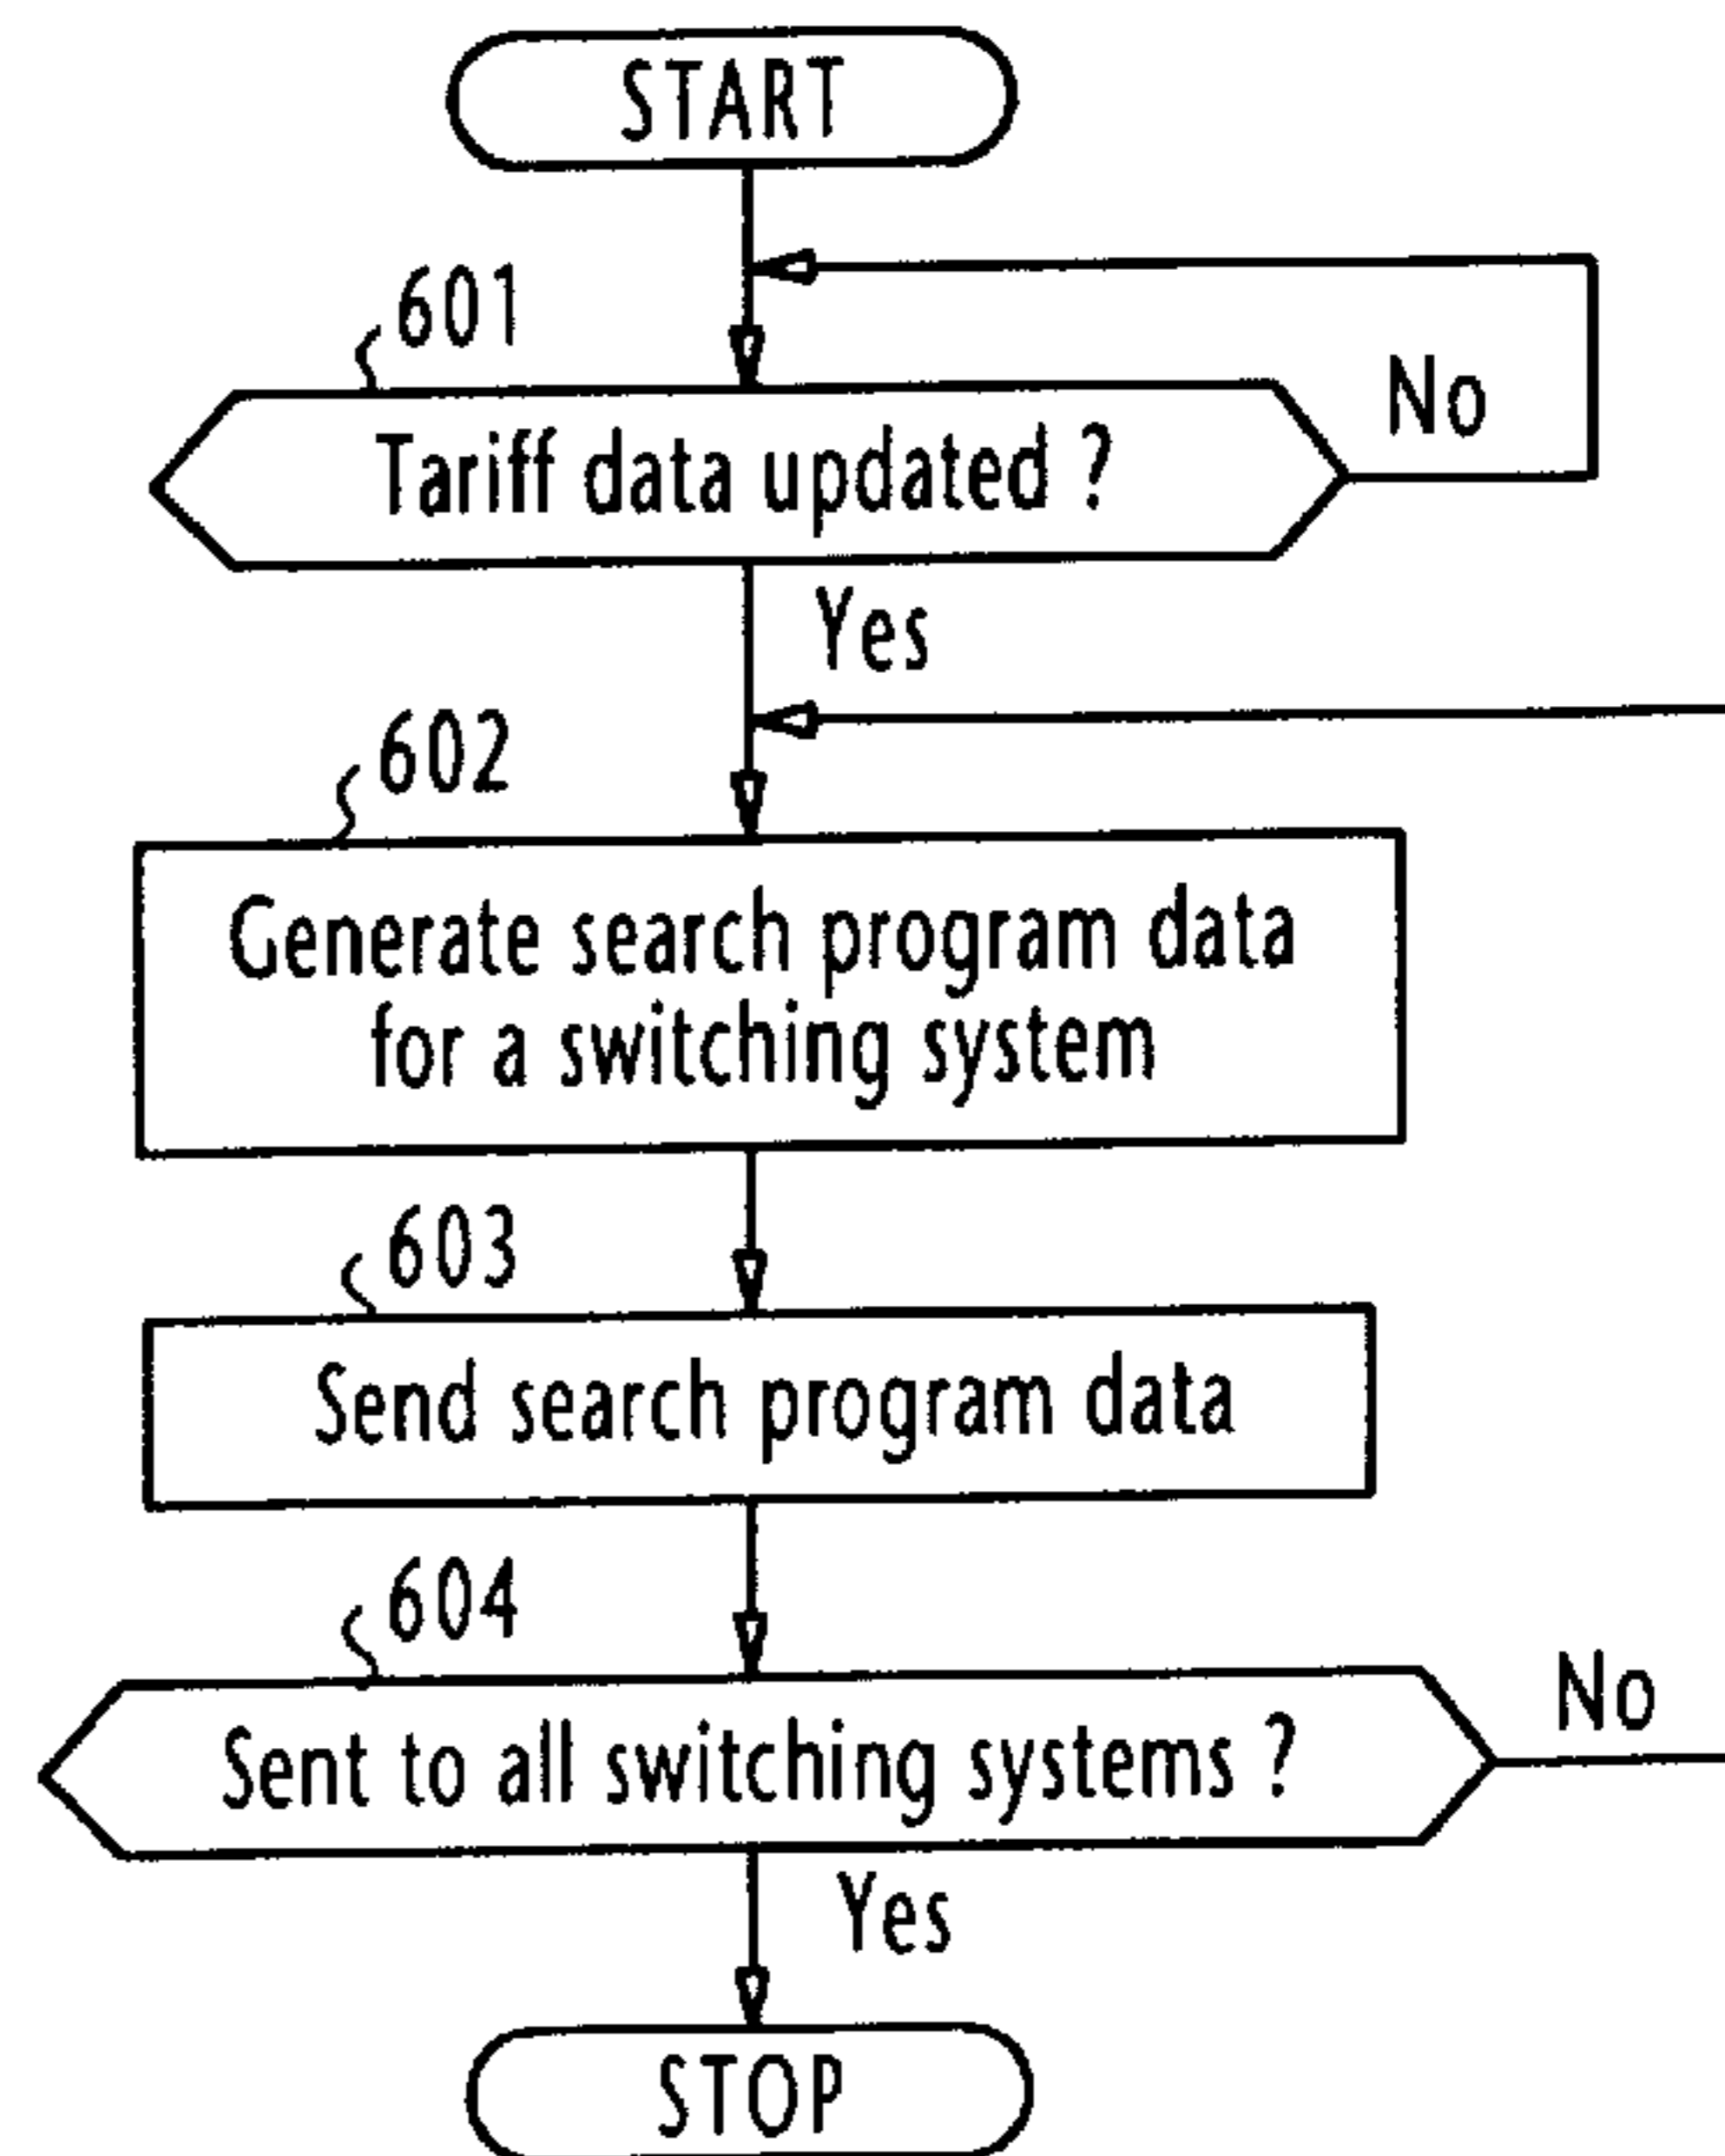 START
601
No
Tariff data updated ?
Yes
602
Generate search program data
for a switching system
603
Send search program data
604
No
Sent to all switching systems ?
Yes
STOP